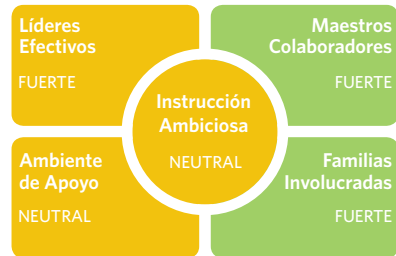 Líderes
Efectivos
FUERTE
Maestros
Colaboradores
FUERTE
Instrucción
Ambiciosa
NEUTRAL
Ambiente
de Apoyo
NEUTRAL
Familias
Involucradas
FUERTE